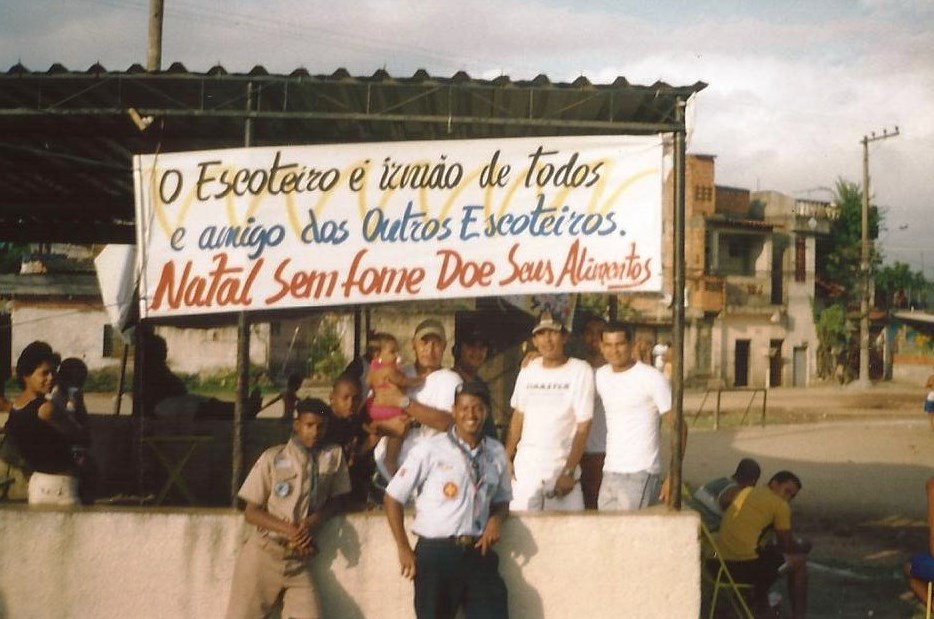 O Escoteiro é irmão de todos
e amigo dos Outros Escoteiros.
Natal Sem fome Doe Seus Alimentos